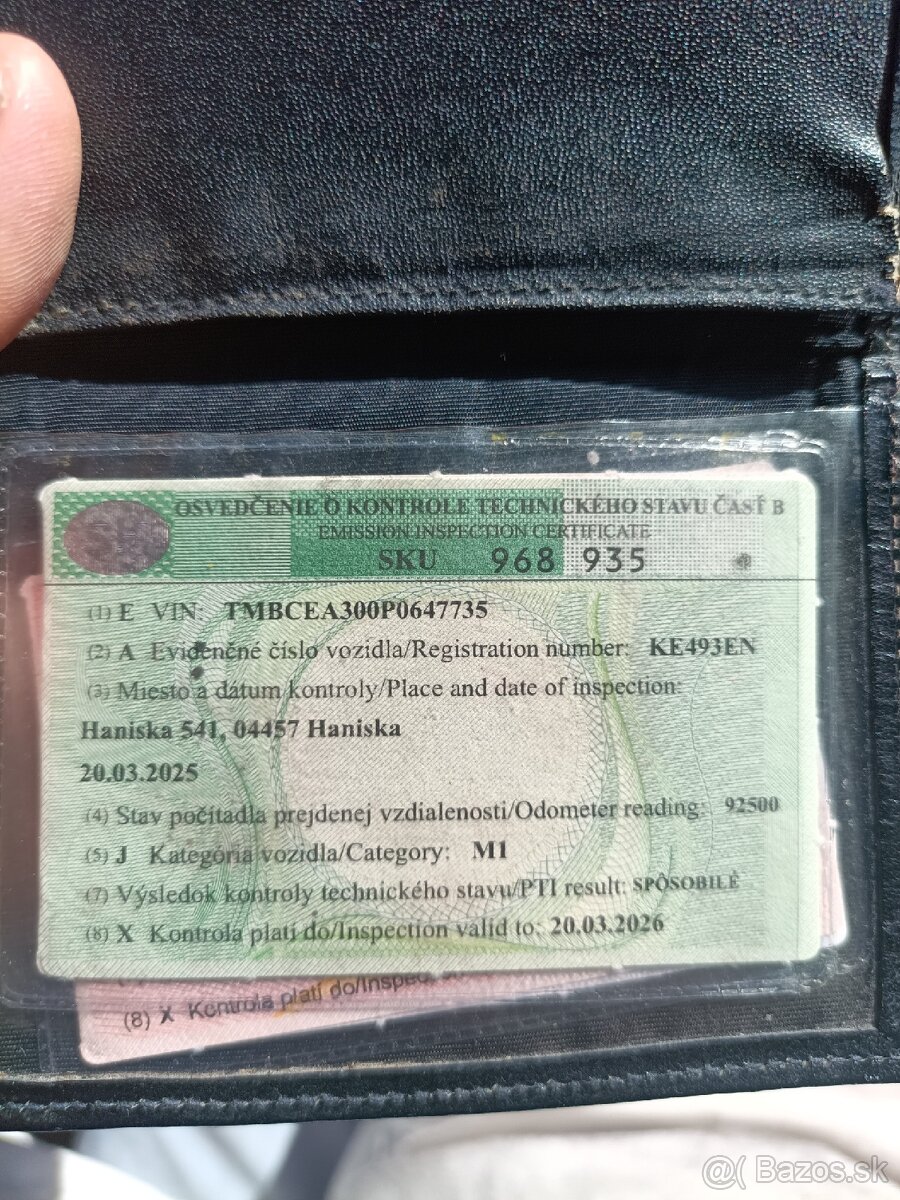 OSVEDČENIE O KONTROLE TECHNICKÉHO STAVU ČASŤ B
EMISSION INSPECTION CERTIFICATE
SKU 968 935
(1) E VIN: TMBCEA300P0647735
(2) A Evidenčné číslo vozidla/Registration number: KE493EN
(3) Miesto a dátum kontroly/Place and date of inspection:
Haniska 541, 04457 Haniska
20.03.2025
(4) Stav počítadla prejdenej vzdialenosti/Odometer reading: 92500
(5) J Kategória vozidla/Category: M1
(7) Výsledok kontroly technického stavu/PTI result: SPÔSOBILÉ
(8) X Kontrola platí do/Inspection valid to: 20.03.2026
(8) X Kontrola platí do/Inspec
@( Bazos.sk